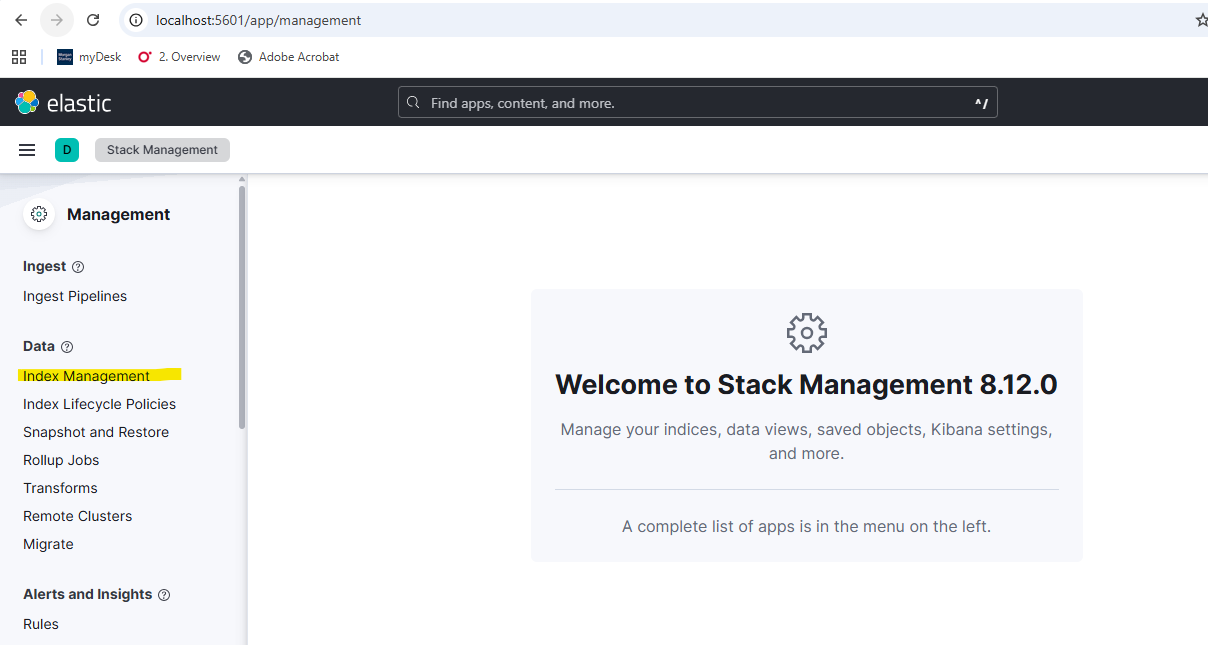 localhost:5601/app/management
myDesk
2. Overview
Adobe Acrobat
elastic
Find apps, content, and more.
^/
D
Stack Management
Management
Ingest
Ingest Pipelines
Data
Index Management
Index Lifecycle Policies
Snapshot and Restore
Rollup Jobs
Transforms
Remote Clusters
Migrate
Alerts and Insights
Rules
Welcome to Stack Management 8.12.0
Manage your indices, data views, saved objects, Kibana settings,
and more.
A complete list of apps is in the menu on the left.